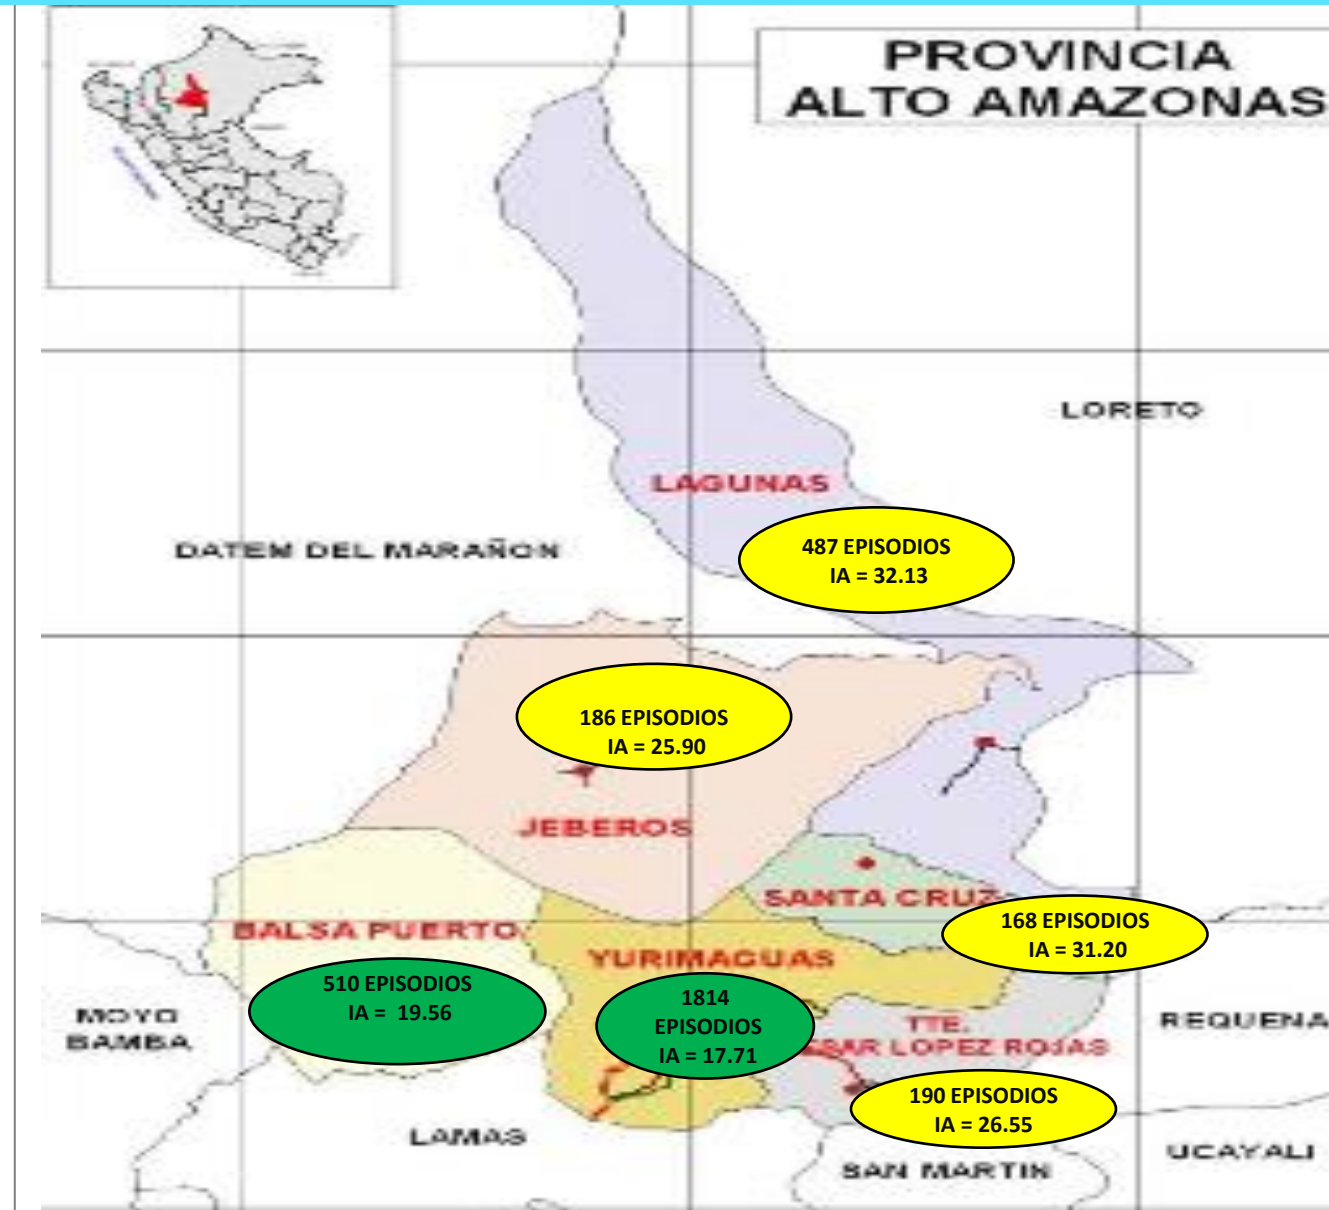 PROVINCIA
ALTO AMAZONAS
LORETO
LAGUNAS
487 EPISODIOS
IA = 32.13
DATEM DEL MARAÑON
186 EPISODIOS
IA = 25.90
JEBEROS
SANTA CRUZ
168 EPISODIOS
IA = 31.20
BALSA PUERTO
510 EPISODIOS
IA = 19.56
YURIMAGUAS
1814
EPISODIOS
IA = 17.71
MOYO
BAMBA
TTE.
ESAR LOPEZ ROJAS
REQUENA
190 EPISODIOS
IA = 26.55
LAMAS
SAN MARTIN
UCAYALI